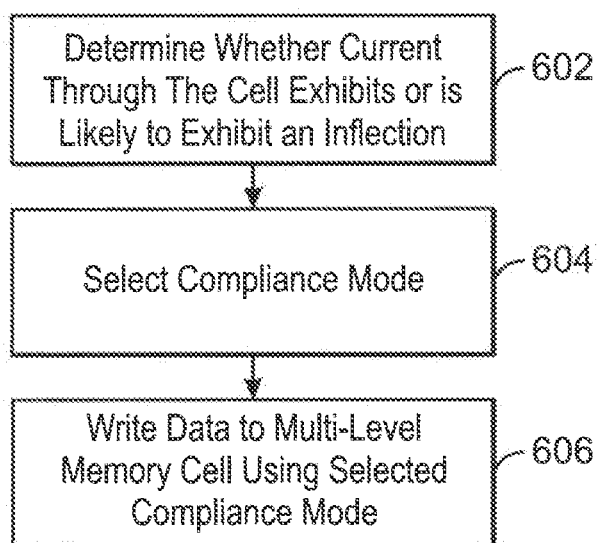 Determine Whether Current
Through The Cell Exhibits or is
Likely to Exhibit an Inflection
602
Select Compliance Mode
604
Write Data to Multi-Level
Memory Cell Using Selected
Compliance Mode
606